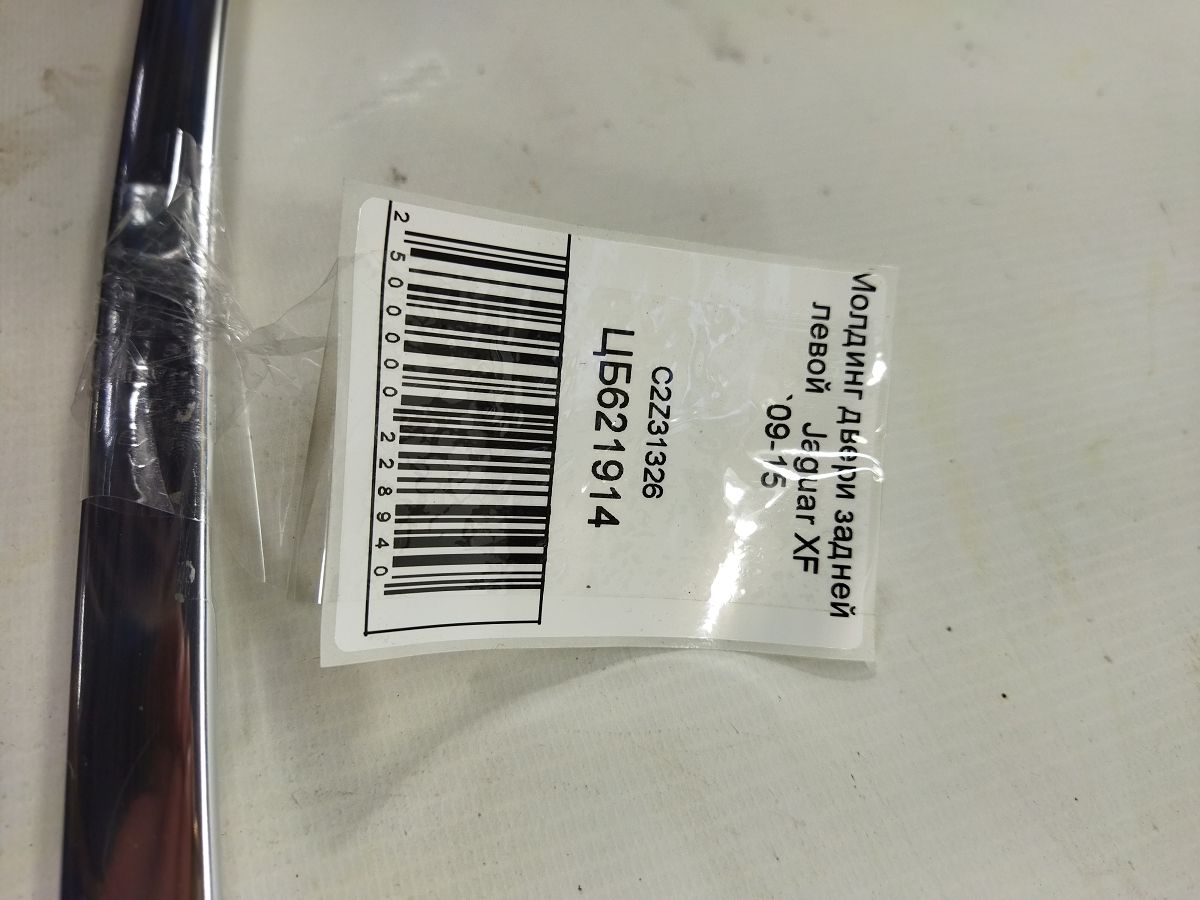 Молдинг двери задней
левой Jaguar XF
`09-15
C2Z31326
ЦБ621914
2 500000 228940